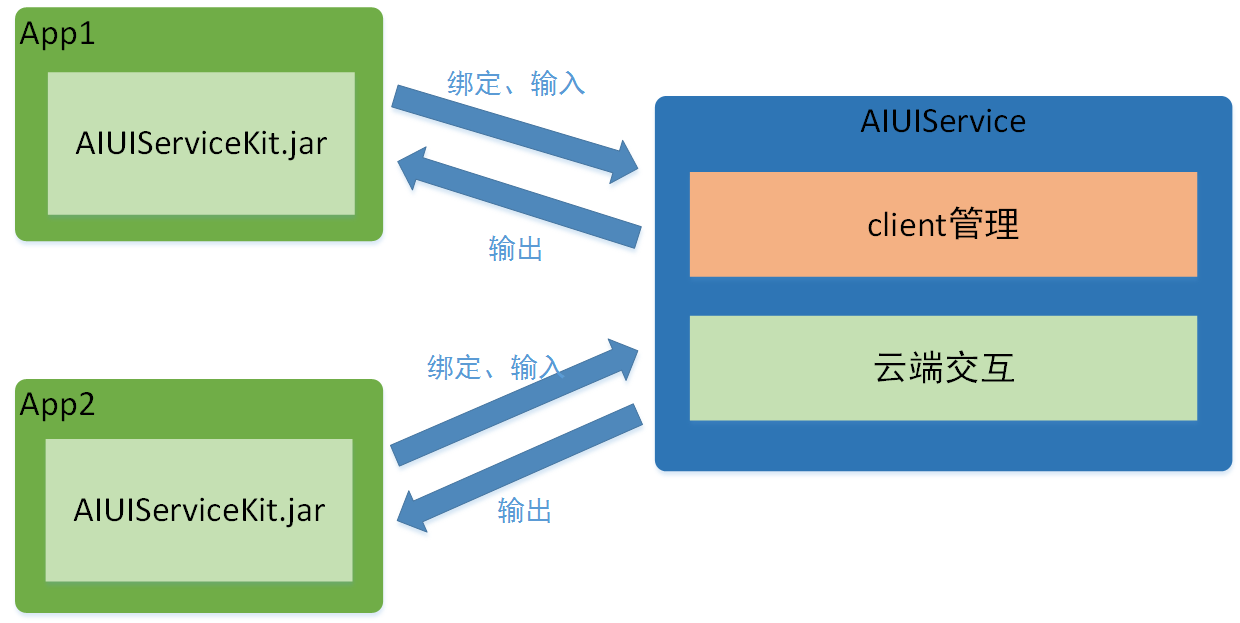 App1
AIUIServiceKit.jar
绑定、输入
输出
AIUIService
client管理
云端交互
App2
AIUIServiceKit.jar
绑定、输入
输出